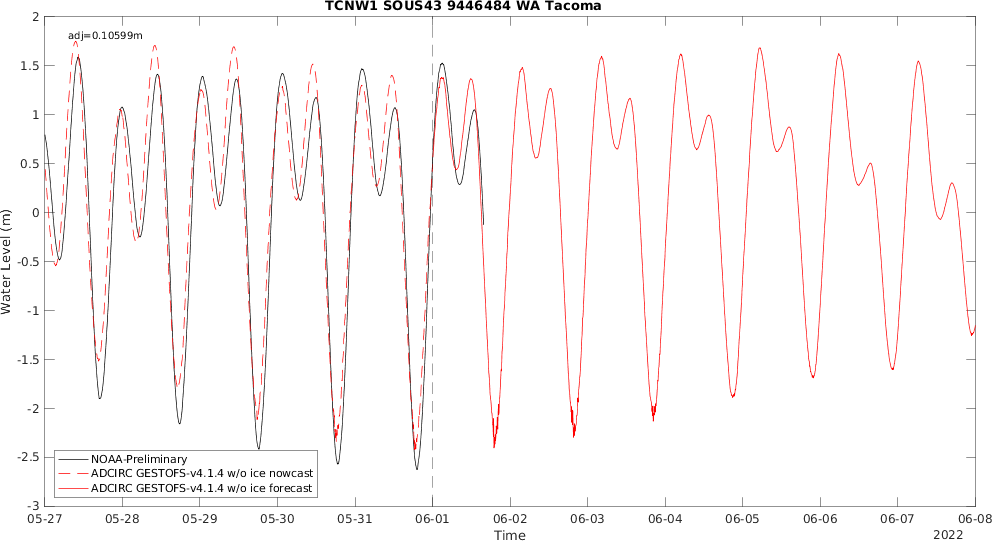 TCNW1 SOUS43 9446484 WA Tacoma
adj=0.10599m
2
1.5
1
0.5
0
-0.5
-1
-1.5
-2
-2.5
-3
Water Level (m)
NOAA-Preliminary
ADCIRC GESTOFS-v4.1.4 w/o ice nowcast
ADCIRC GESTOFS-v4.1.4 w/o ice forecast
05-27 05-28 05-29 05-30 05-31 06-01 06-02 06-03 06-04 06-05 06-06 06-07 06-08
Time
2022